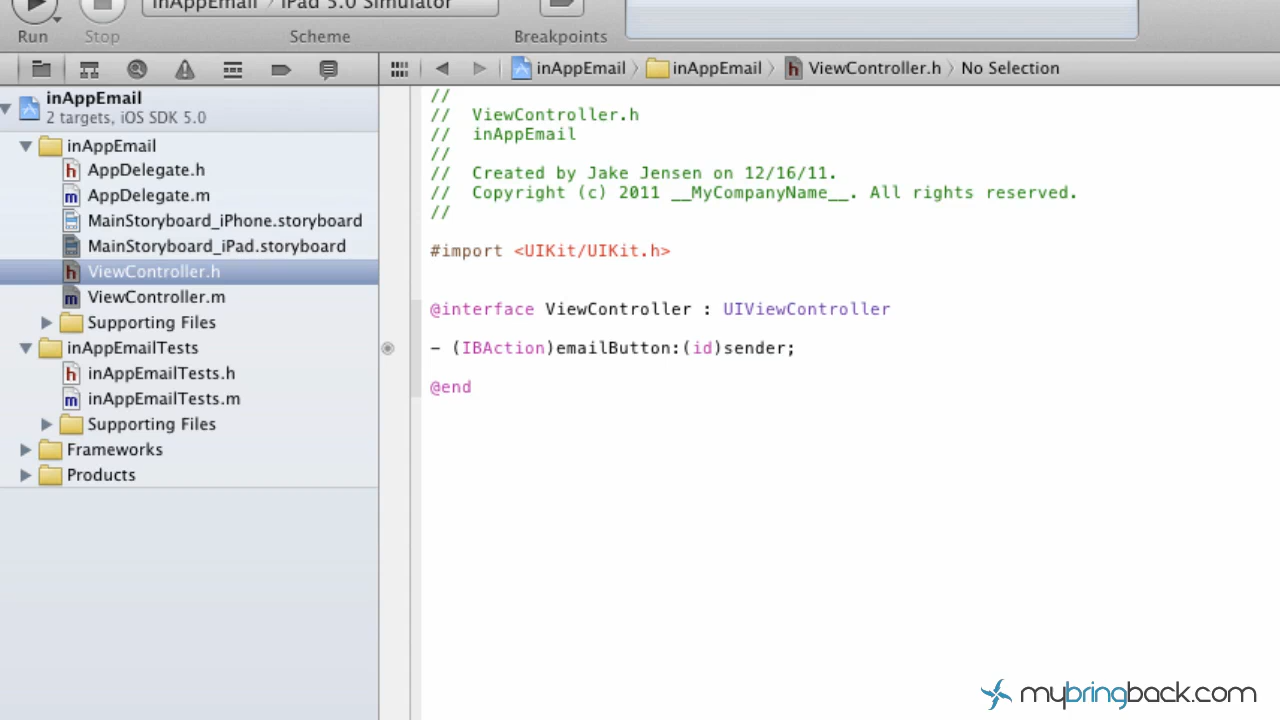 inAppEmail › iPad 5.0 Simulator
Run Stop Scheme Breakpoints
inAppEmail › inAppEmail › ViewController.h › No Selection
inAppEmail
2 targets, iOS SDK 5.0
inAppEmail
AppDelegate.h
AppDelegate.m
MainStoryboard_iPhone.storyboard
MainStoryboard_iPad.storyboard
ViewController.h
ViewController.m
Supporting Files
inAppEmailTests
inAppEmailTests.h
inAppEmailTests.m
Supporting Files
Frameworks
Products
//
//  ViewController.h
//  inAppEmail
//
//  Created by Jake Jensen on 12/16/11.
//  Copyright (c) 2011 __MyCompanyName__. All rights reserved.
//
#import <UIKit/UIKit.h>
@interface ViewController : UIViewController
- (IBAction)emailButton:(id)sender;
@end
mybringback.com